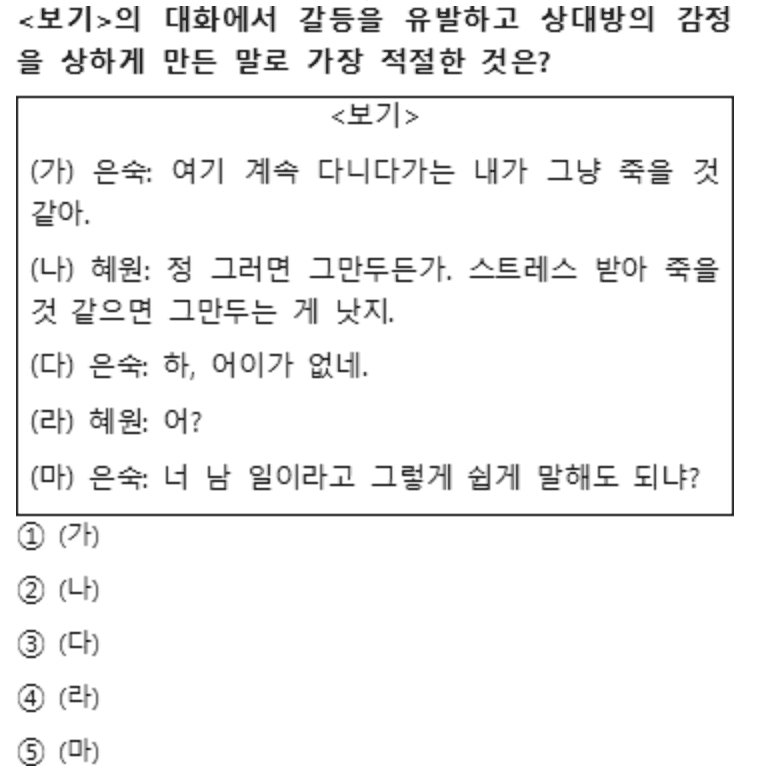 <보기>의 대화에서 갈등을 유발하고 상대방의 감정
을 상하게 만든 말로 가장 적절한 것은?
<보기>
(가) 은숙: 여기 계속 다니다가는 내가 그냥 죽을 것
같아.
(나) 혜원: 정 그러면 그만두든가. 스트레스 받아 죽을
것 같으면 그만두는 게 낫지.
(다) 은숙: 하, 어이가 없네.
(라) 혜원: 어?
(마) 은숙: 너 남 일이라고 그렇게 쉽게 말해도 되냐?
① (가)
② (나)
③ (다)
④ (라)
⑤ (마)